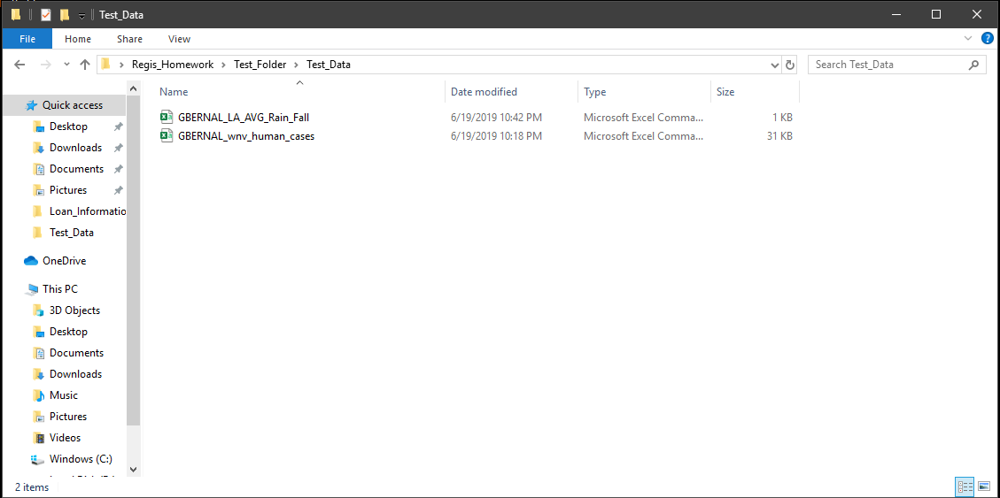 Test_Data
File Home Share View
Regis_Homework > Test_Folder > Test_Data Search Test_Data
Name Date modified Type Size
GBERNAL_LA_AVG_Rain_Fall 6/19/2019 10:42 PM Microsoft Excel Comma... 1 KB
GBERNAL_wnv_human_cases 6/19/2019 10:18 PM Microsoft Excel Comma... 31 KB
Quick access
Desktop
Downloads
Documents
Pictures
Loan_Informatio
Test_Data
OneDrive
This PC
3D Objects
Desktop
Documents
Downloads
Music
Pictures
Videos
Windows (C:)
2 items